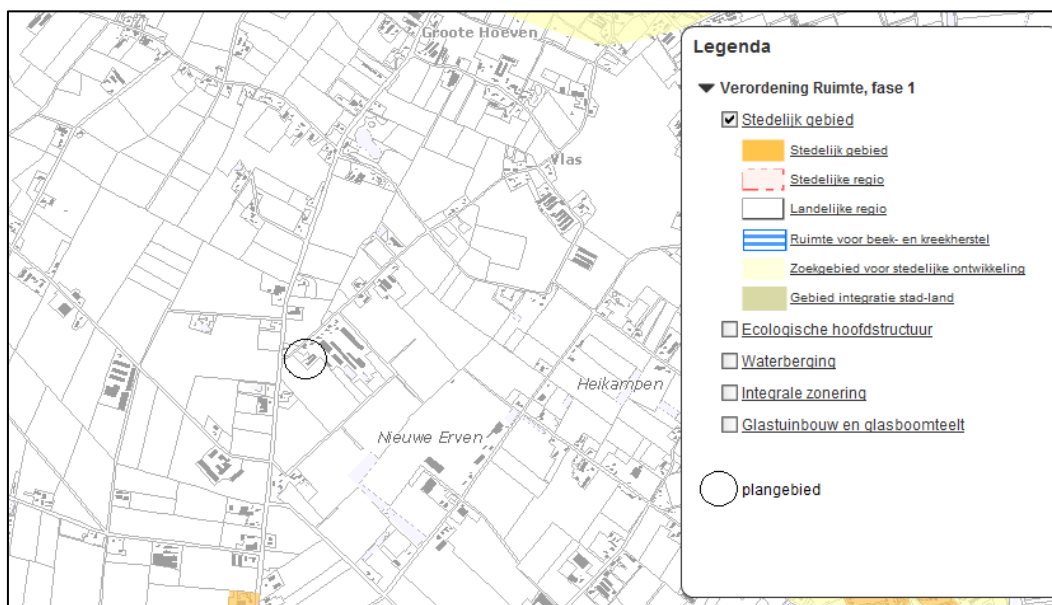 Groote Hoeven
Vlas
Heikampen
Nieuwe Erven
Legenda
Verordening Ruimte, fase 1
Stedelijk gebied
Stedelijk gebied
Stedelijke regio
Landelijke regio
Ruimte voor beek- en kreekherstel
Zoekgebied voor stedelijke ontwikkeling
Gebied integratie stad-land
Ecologische hoofdstructuur
Waterberging
Integrale zonering
Glastuinbouw en glasboomteelt
plangebied